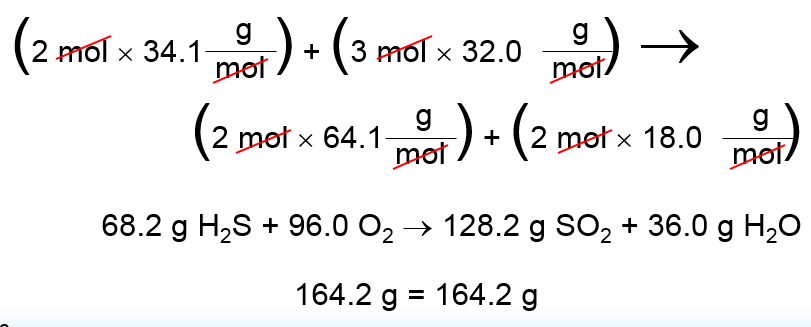 (2 mol × 34.1 g/mol) + (3 mol × 32.0 g/mol) →
(2 mol × 64.1 g/mol) + (2 mol × 18.0 g/mol)
68.2 g H₂S + 96.0 O₂ → 128.2 g SO₂ + 36.0 g H₂O
164.2 g = 164.2 g